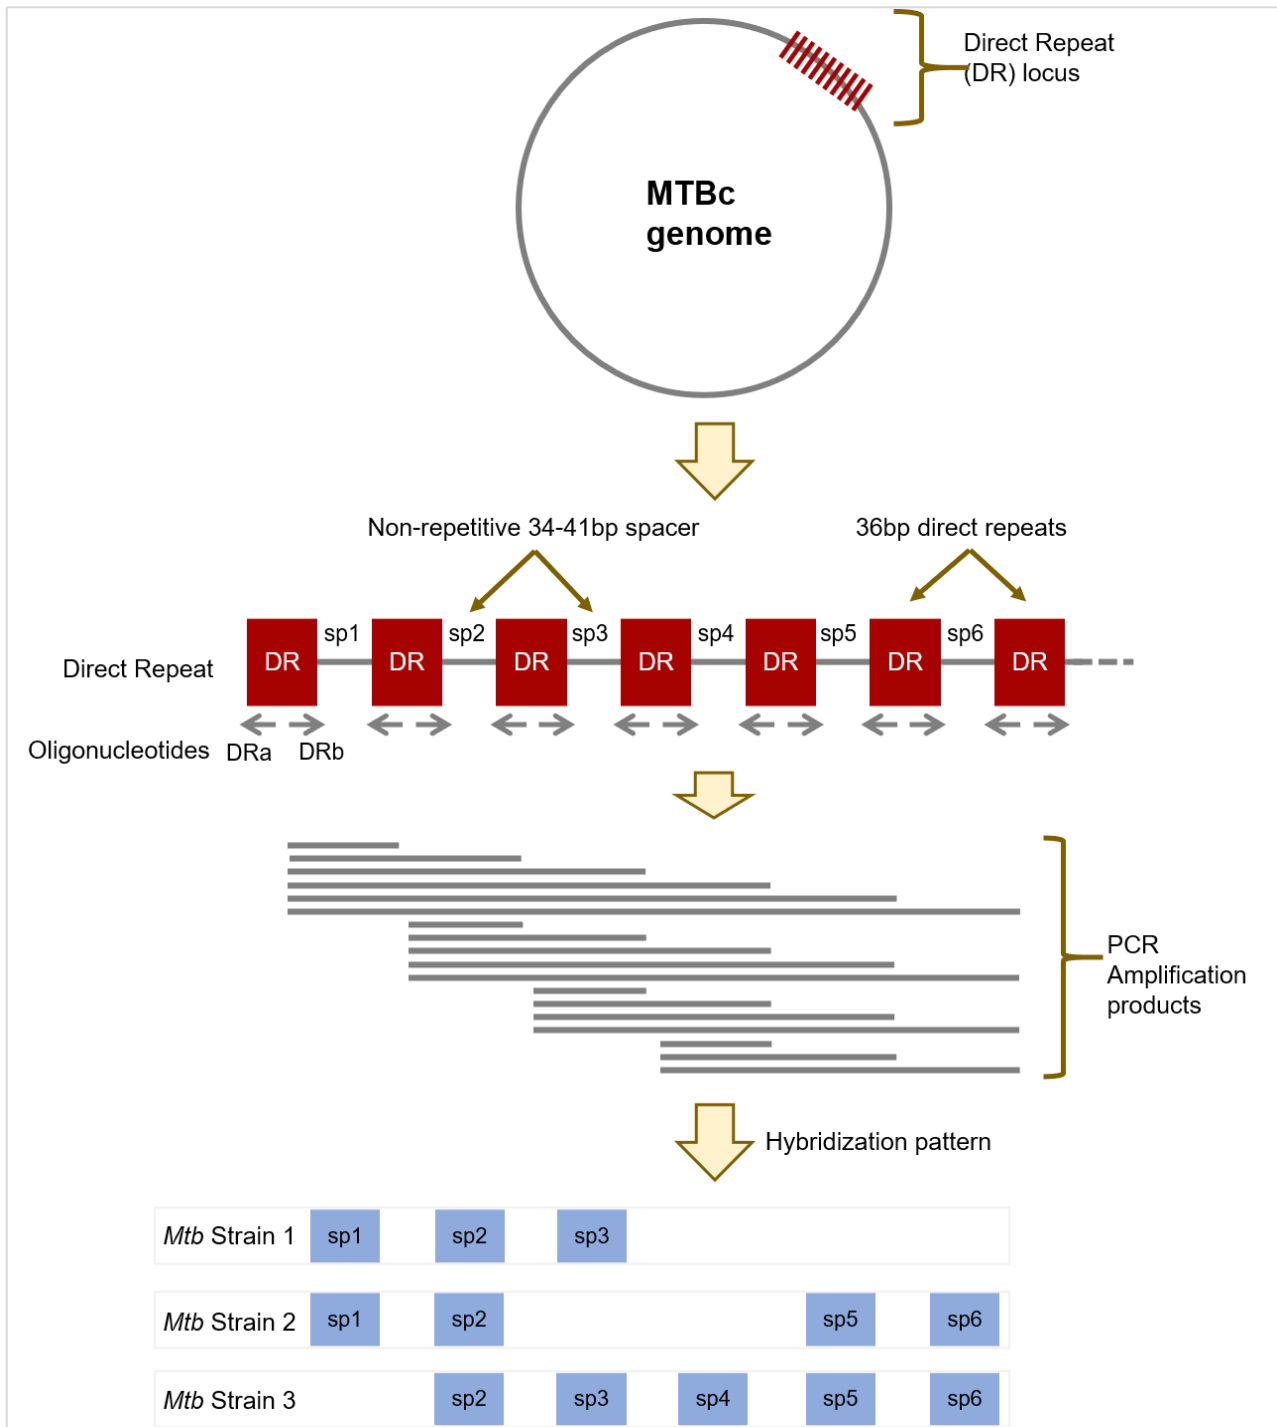 Direct Repeat
(DR) locus
MTBc
genome
Non-repetitive 34-41bp spacer
36bp direct repeats
sp1 sp2 sp3 sp4 sp5 sp6
Direct Repeat DR DR DR DR DR DR DR
Oligonucleotides DRa DRb
PCR
Amplification
products
Hybridization pattern
Mtb Strain 1 sp1 sp2 sp3
Mtb Strain 2 sp1 sp2 sp5 sp6
Mtb Strain 3 sp2 sp3 sp4 sp5 sp6